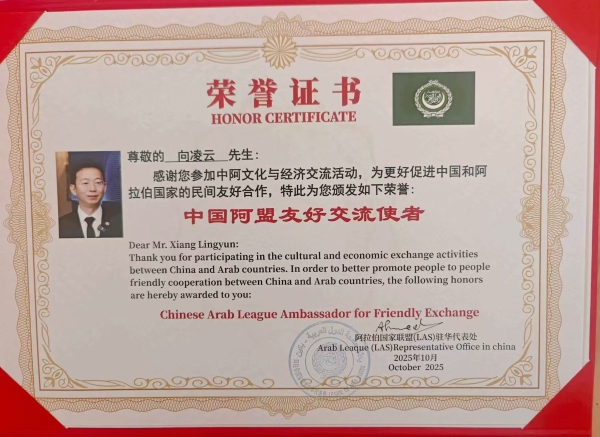 荣誉证书
HONOR CERTIFICATE
尊敬的 向凌云 先生：
感谢您参加中阿文化与经济交流活动，为更好促进中国和阿
拉伯国家的民间友好合作，特此为您颁发如下荣誉：
中国阿盟友好交流使者
Dear Mr. Xiang Lingyun:
Thank you for participating in the cultural and economic exchange activities
between China and Arab countries. In order to better promote people to people
friendly cooperation between China and Arab countries, the following honors
are hereby awarded to you:
Chinese Arab League Ambassador for Friendly Exchange
阿拉伯国家联盟(LAS)驻华代表处
Arab Leaque (LAS)Representative Office in china
2025年10月
October 2025